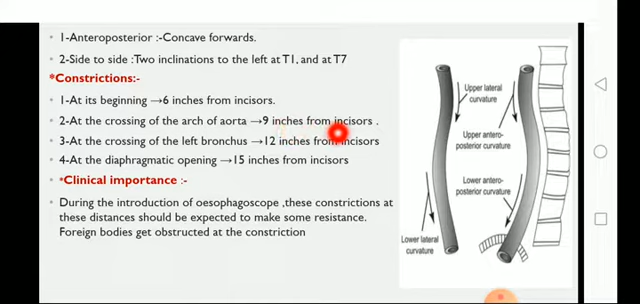 1-Anteroposterior :-Concave forwards.
2-Side to side :Two inclinations to the left at T1, and at T7
*Constrictions:-
1-At its beginning →6 inches from incisors.
2-At the crossing of the arch of aorta →9 inches from incisors .
3-At the crossing of the left bronchus →12 inches from incisors
4-At the diaphragmatic opening →15 inches from incisors
*Clinical importance :-
During the introduction of oesophagoscope ,these constrictions at
these distances should be expected to make some resistance.
Foreign bodies get obstructed at the constriction
Upper lateral
curvature
Upper antero-
posterior curvature
Lower antero-
posterior curvature
Lower lateral
curvature